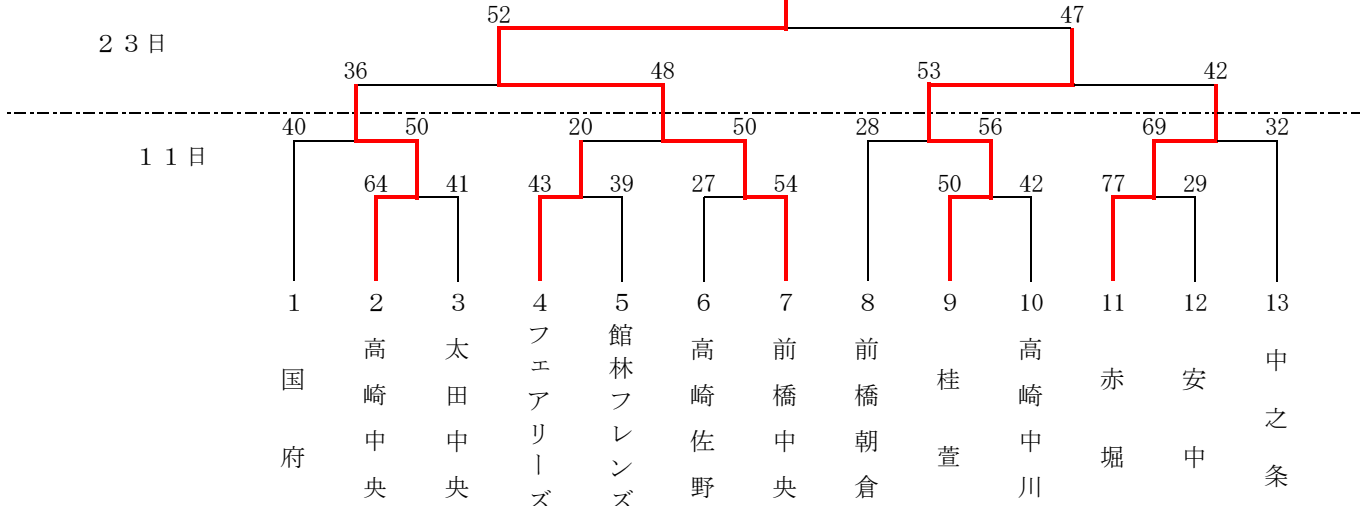 52 47
２３日
36 48 53 42
40 50 20 50 28 56 69 32
１１日
64 41 43 39 27 54 50 42 77 29
1 2 3 4 5 6 7 8 9 10 11 12 13
国府
高崎中央
太田中央
フェアリーズ
館林フレンズ
高崎佐野
前橋中央
前橋朝倉
桂萱
高崎中川
赤堀
安中
中之条